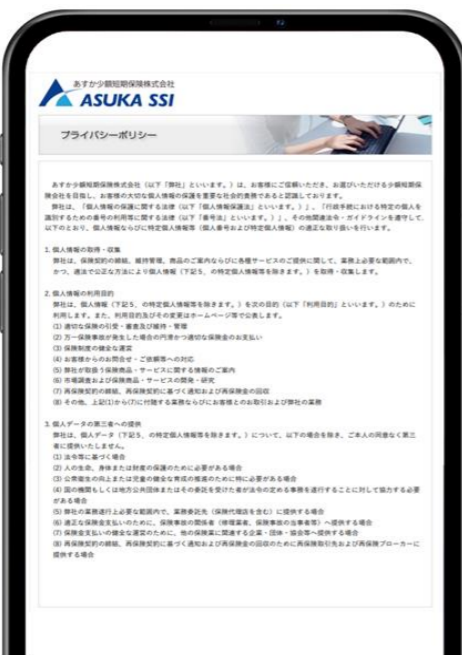 あすか少額短期保険株式会社
ASUKA SSI
プライバシーポリシー
あすか少額短期保険株式会社（以下「弊社」といいます。）は、お客様にご信頼いただき、お選びいただける少額短期保
険会社を目指し、お客様の大切な個人情報の保護を重要な社会的責務であると認識しております。
弊社は、「個人情報の保護に関する法律（以下「個人情報保護法」といいます。）」、「行政手続における特定の個人を
識別するための番号の利用等に関する法律（以下「番号法」といいます。）」、その他関連法令・ガイドラインを遵守して、
以下のとおり、個人情報ならびに特定個人情報等（個人番号および特定個人情報）の適正な取り扱いを行います。
1. 個人情報の取得・収集
弊社は、保険契約の締結、維持管理、商品のご案内ならびに各種サービスのご提供に関して、業務上必要な範囲内で、
かつ、適法で公正な方法により個人情報（下記５、の特定個人情報等を除きます。）を取得・収集します。
2. 個人情報の利用目的
弊社は、個人情報（下記５、の特定個人情報等を除きます。）を次の目的（以下「利用目的」といいます。）のために
利用します。また、利用目的及びその変更はホームページ等で公表します。
(1) 適切な保険の引受・審査及び維持・管理
(2) 万一保険事故が発生した場合の円滑かつ適切な保険金のお支払い
(3) 保険制度の健全な運営
(4) お客様からのお問合せ・ご依頼等への対応
(5) 弊社が取扱う保険商品・サービスに関する情報のご案内
(6) 市場調査および保険商品・サービスの開発・研究
(7) 再保険契約の締結、再保険契約に基づく通知および再保険金の回収
(8) その他、上記(1)から(7)に付随する業務ならびにお客様とのお取引および弊社の業務
3. 個人データの第三者への提供
弊社は、個人データ（下記５、の特定個人情報等を除きます。）について、以下の場合を除き、ご本人の同意なく第三
者に提供いたしません。
(1) 法令等に基づく場合
(2) 人の生命、身体または財産の保護のために必要がある場合
(3) 公衆衛生の向上または児童の健全な育成の推進のために特に必要がある場合
(4) 国の機関もしくは地方公共団体またはその委託を受けた者が法令の定める事務を遂行することに対して協力する必要
がある場合
(5) 弊社の業務遂行上必要な範囲内で、業務委託先（保険代理店を含む）に提供する場合
(6) 適正な保険金支払いのために、保険事故の関係者（修理業者、保険事故の当事者等）へ提供する場合
(7) 保険金支払いの健全な運営のために、他の保険業に関連する企業・団体・協会等へ提供する場合
(8) 再保険契約の締結、再保険契約に基づく通知および再保険金の回収のために再保険取引先および再保険ブローカーに
提供する場合